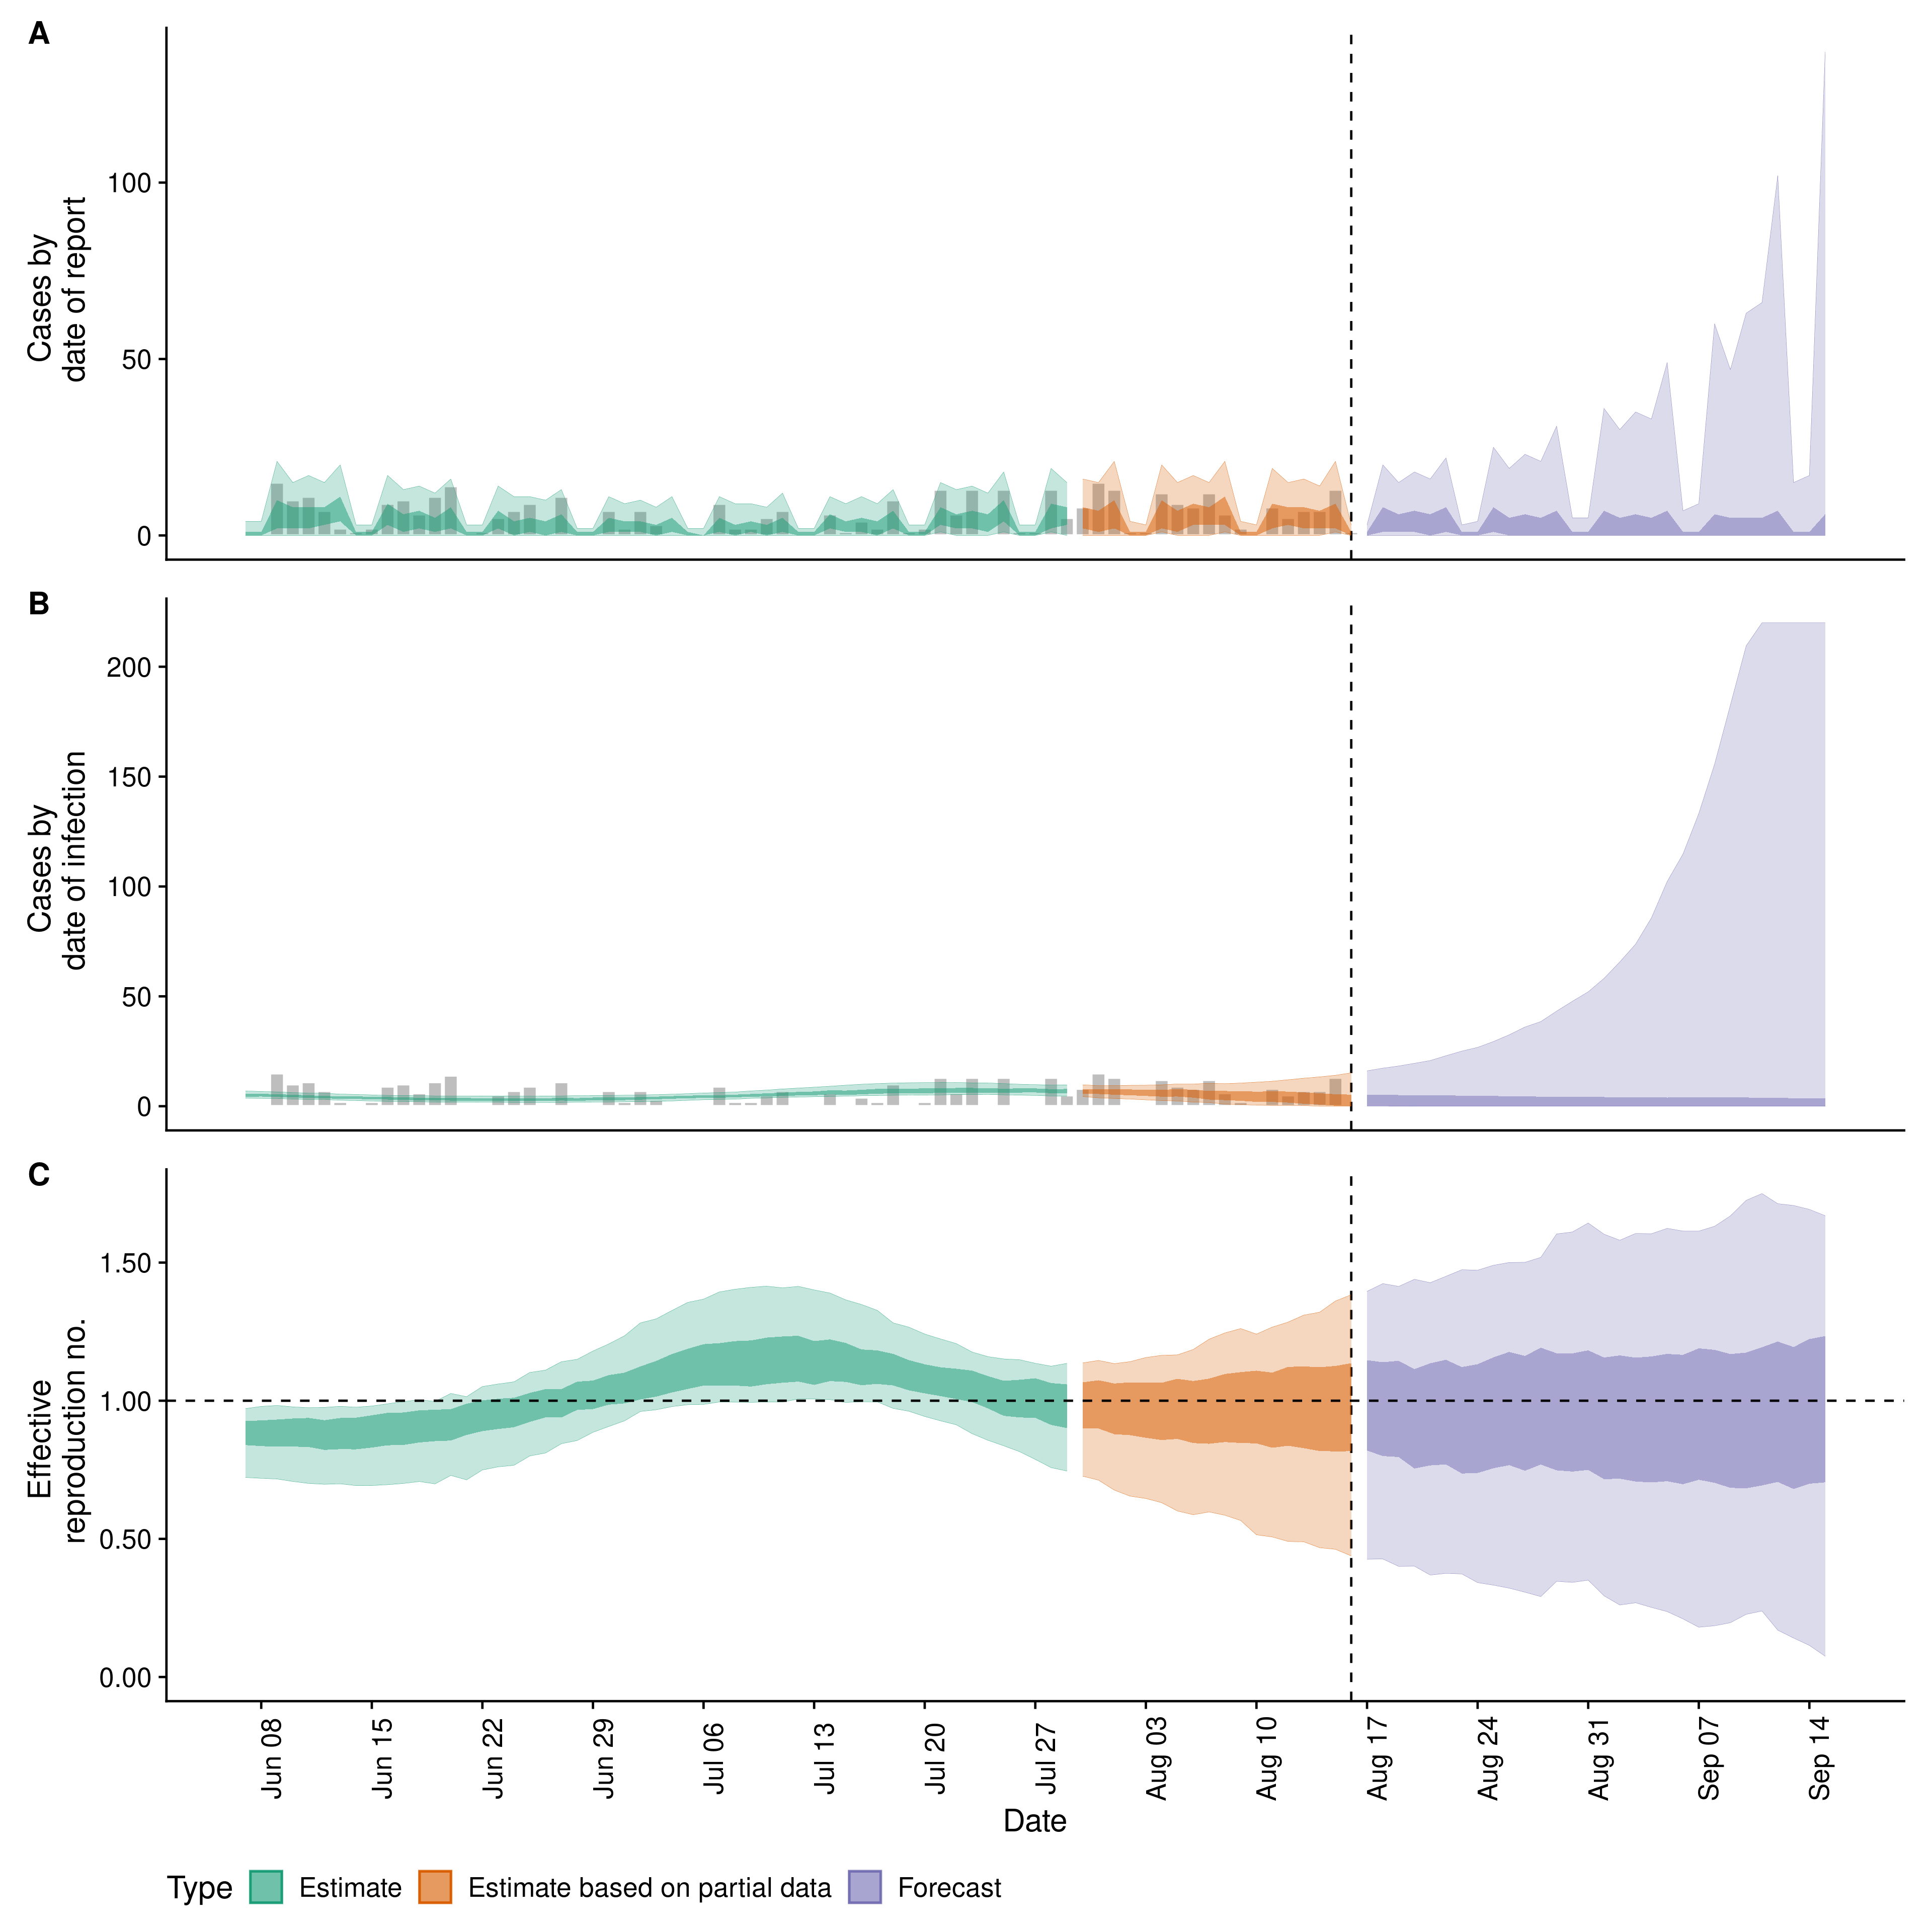 A
Cases by
date of report
100
50
0
B
Cases by
date of infection
200
150
100
50
0
C
Effective
reproduction no.
1.50
1.00
0.50
0.00
Jun 08
Jun 15
Jun 22
Jun 29
Jul 06
Jul 13
Jul 20
Jul 27
Aug 03
Aug 10
Aug 17
Aug 24
Aug 31
Sep 07
Sep 14
Date
Type Estimate Estimate based on partial data Forecast